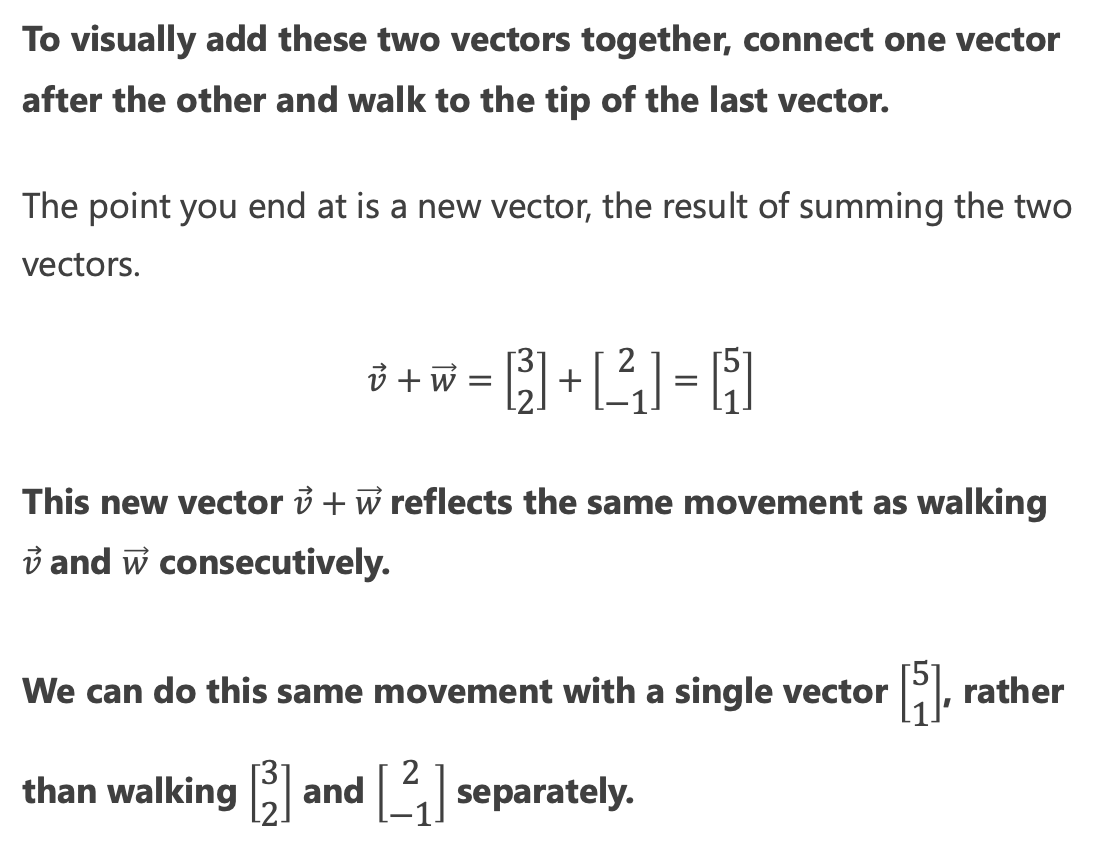 To visually add these two vectors together, connect one vector
after the other and walk to the tip of the last vector.
The point you end at is a new vector, the result of summing the two
vectors.
v⃗ + w⃗ = [3 2] + [2 −1] = [5 1]
This new vector v⃗ + w⃗ reflects the same movement as walking
v⃗ and w⃗ consecutively.
We can do this same movement with a single vector [5 1], rather
than walking [3 2] and [2 −1] separately.